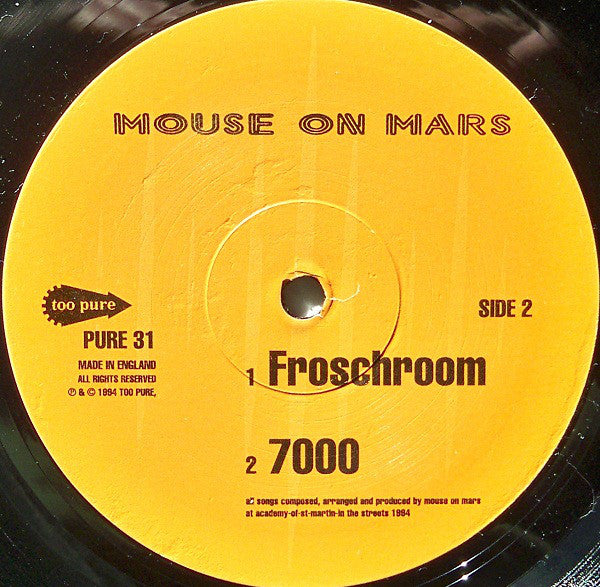 MOUSE ON MARS
too pure
SIDE 2
PURE 31
MADE IN ENGLAND
ALL RIGHTS RESERVED
℗ & © 1994 TOO PURE,
1 Froschroom
2 7000
songs composed, arranged and produced by mouse on mars
at academy-of-st-martin-in the streets 1994